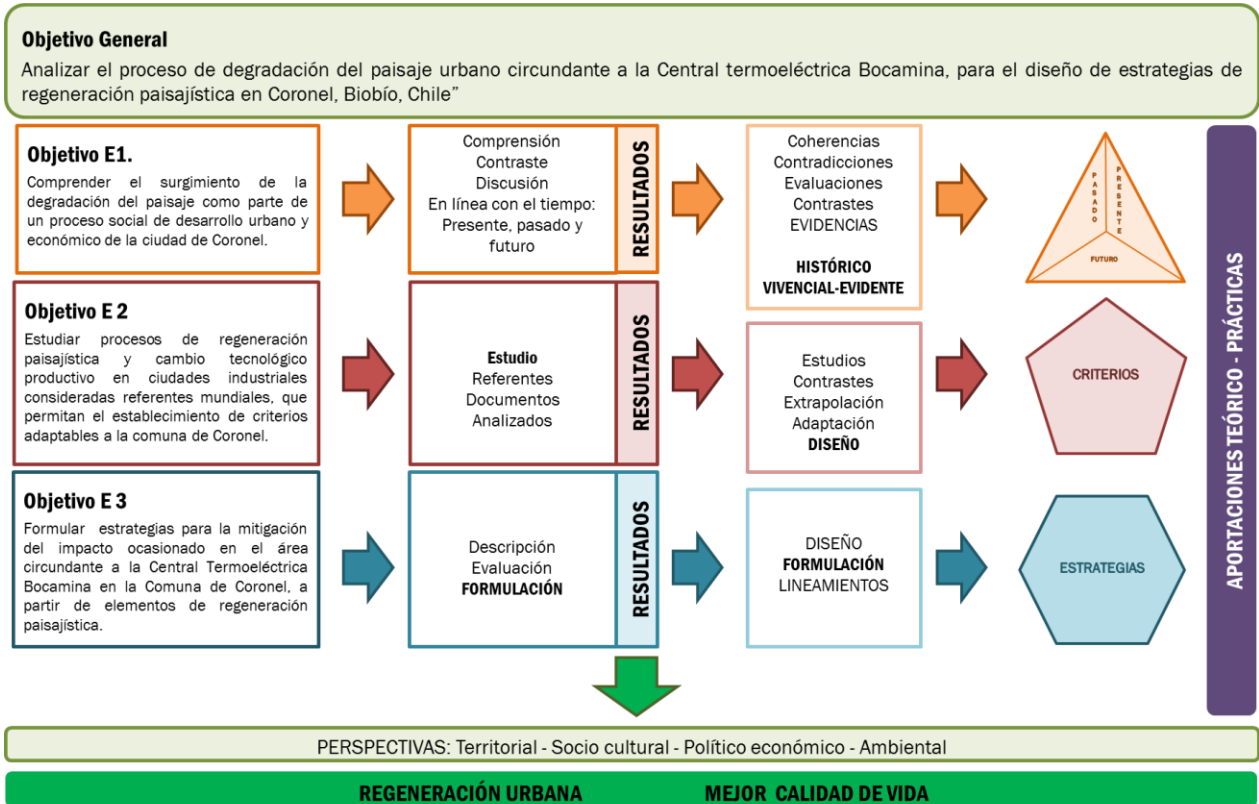 Objetivo General
Analizar el proceso de degradación del paisaje urbano circundante a la Central termoeléctrica Bocamina, para el diseño de estrategias de
regeneración paisajística en Coronel, Biobío, Chile”
Objetivo E1.
Comprender el surgimiento de la
degradación del paisaje como parte de
un proceso social de desarrollo urbano y
económico de la ciudad de Coronel.
Comprensión
Contraste
Discusión
En línea con el tiempo:
Presente, pasado y
futuro
RESULTADOS
Coherencias
Contradicciones
Evaluaciones
Contrastes
EVIDENCIAS
HISTÓRICO
VIVENCIAL-EVIDENTE
PASADO
PRESENTE
FUTURO
Objetivo E 2
Estudiar procesos de regeneración
paisajística y cambio tecnológico
productivo en ciudades industriales
consideradas referentes mundiales, que
permitan el establecimiento de criterios
adaptables a la comuna de Coronel.
Estudio
Referentes
Documentos
Analizados
RESULTADOS
Estudios
Contrastes
Extrapolación
Adaptación
DISEÑO
CRITERIOS
Objetivo E 3
Formular estrategias para la mitigación
del impacto ocasionado en el área
circundante a la Central Termoeléctrica
Bocamina en la Comuna de Coronel, a
partir de elementos de regeneración
paisajística.
Descripción
Evaluación
FORMULACIÓN
RESULTADOS
DISEÑO
FORMULACIÓN
LINEAMIENTOS
ESTRATEGIAS
APORTACIONES TEÓRICO - PRÁCTICAS
PERSPECTIVAS: Territorial - Socio cultural - Político económico - Ambiental
REGENERACIÓN URBANA MEJOR CALIDAD DE VIDA